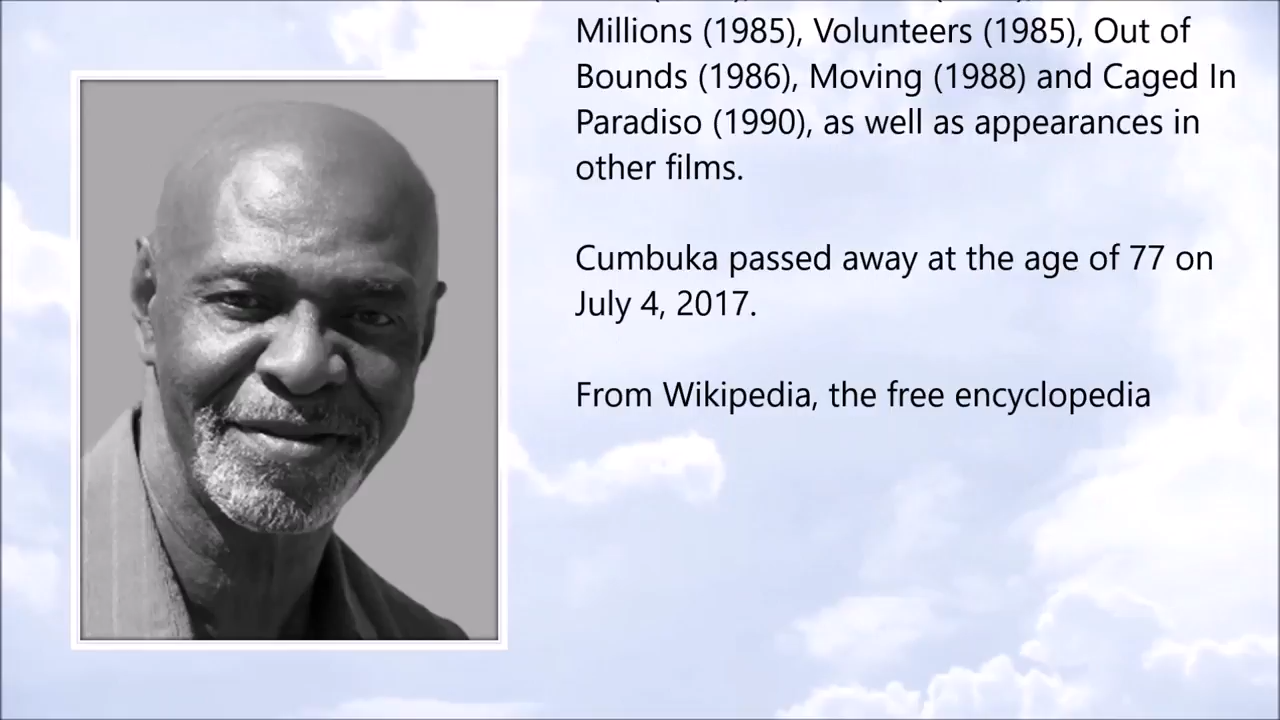 Millions (1985), Volunteers (1985), Out of
Bounds (1986), Moving (1988) and Caged In
Paradiso (1990), as well as appearances in
other films.
Cumbuka passed away at the age of 77 on
July 4, 2017.
From Wikipedia, the free encyclopedia